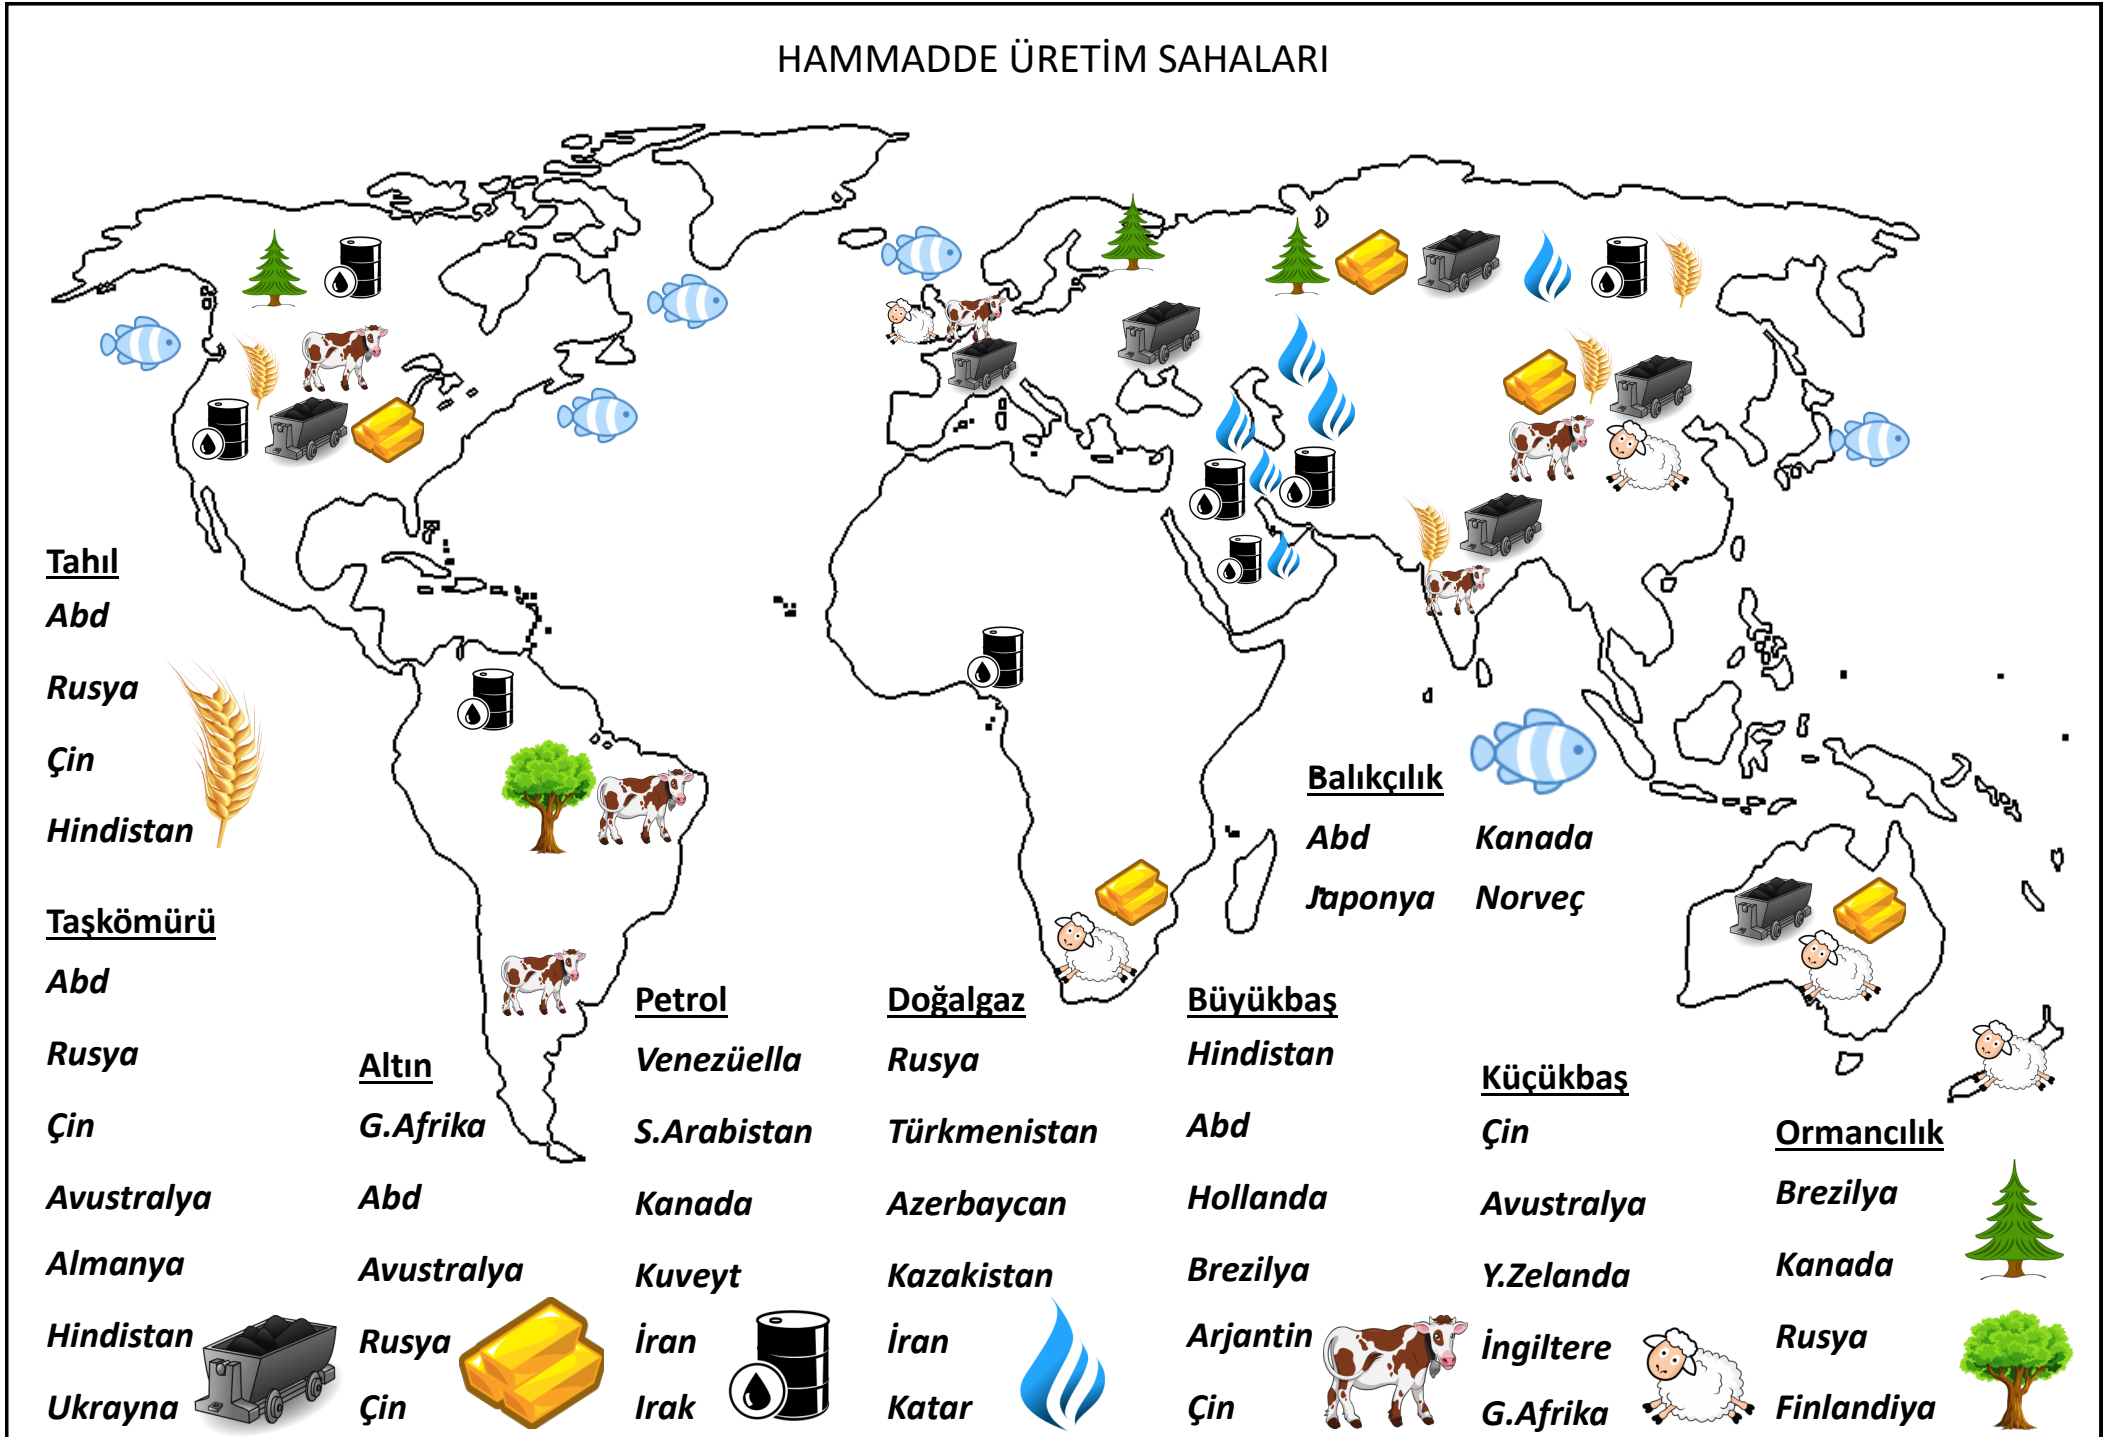 HAMMADDE ÜRETİM SAHALARI
Tahıl
Abd
Rusya
Çin
Hindistan
Taşkömürü
Abd
Rusya
Çin
Avustralya
Almanya
Hindistan
Ukrayna
Altın
G.Afrika
Abd
Avustralya
Rusya
Çin
Petrol
Venezüella
S.Arabistan
Kanada
Kuveyt
İran
Irak
Doğalgaz
Rusya
Türkmenistan
Azerbaycan
Kazakistan
İran
Katar
Büyükbaş
Hindistan
Abd
Hollanda
Brezilya
Arjantin
Çin
Balıkçılık
Abd Kanada
Japonya Norveç
Küçükbaş
Çin
Avustralya
Y.Zelanda
İngiltere
G.Afrika
Ormancılık
Brezilya
Kanada
Rusya
Finlandiya